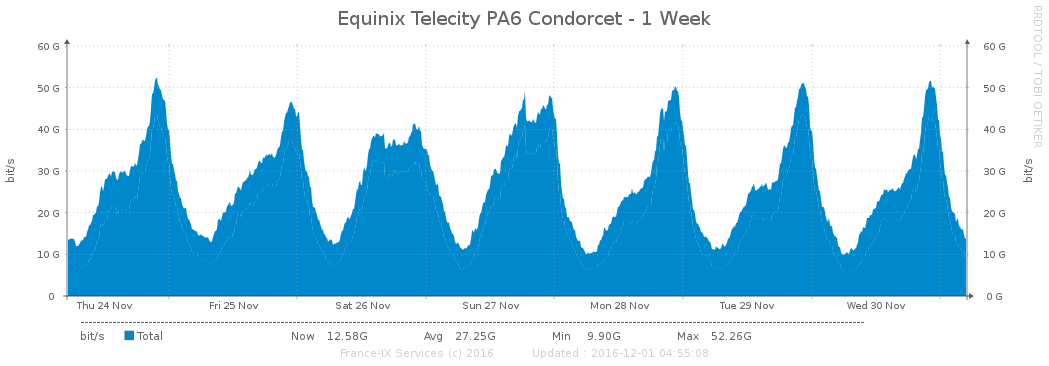 Equinix Telecity PA6 Condorcet - 1 Week
RRDTOOL / TOBI OETIKER
60 G 60 G
50 G 50 G
40 G 40 G
30 G 30 G
20 G 20 G
10 G 10 G
0 0 G
bit/s bit/s
Thu 24 Nov Fri 25 Nov Sat 26 Nov Sun 27 Nov Mon 28 Nov Tue 29 Nov Wed 30 Nov
bit/s Total Now 12.58G Avg 27.25G Min 9.90G Max 52.26G
France-IX Services (c) 2016 Updated : 2016-12-01 04:55:08